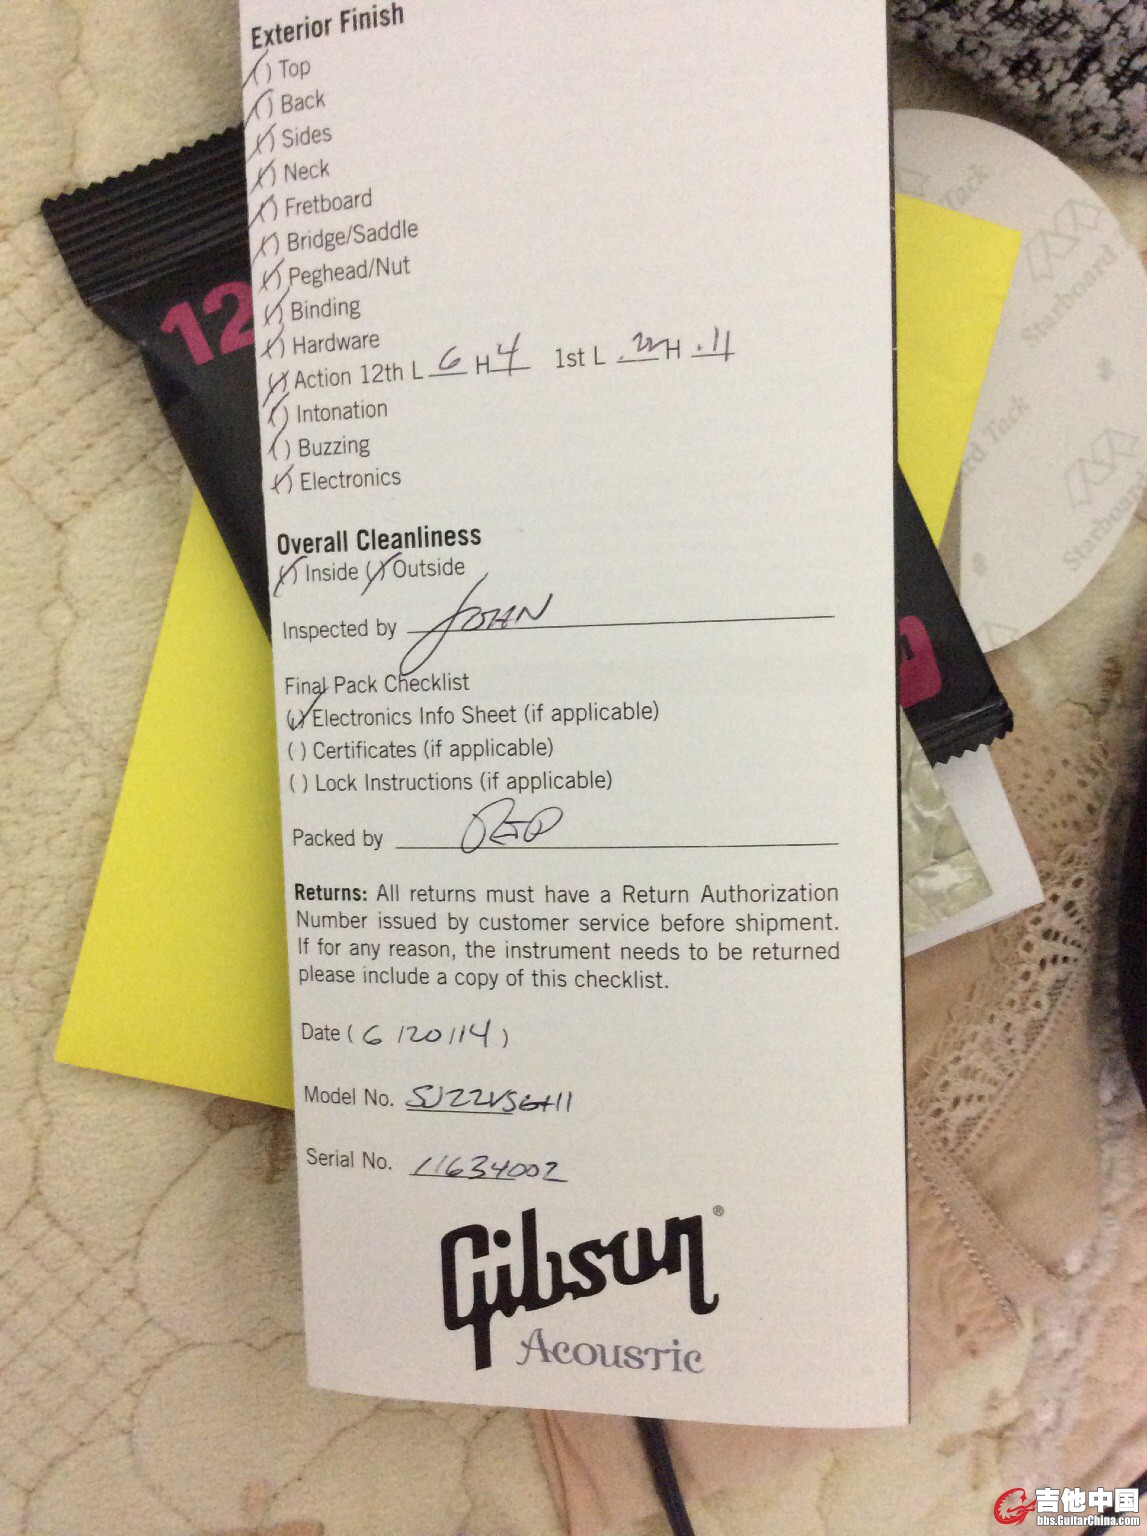 Exterior Finish
( ) Top
( ) Back
( ) Sides
( ) Neck
( ) Fretboard
( ) Bridge/Saddle
( ) Peghead/Nut
( ) Binding
( ) Hardware
( ) Action 12th L 6 H 4 1st L .22 H .11
( ) Intonation
( ) Buzzing
( ) Electronics
Overall Cleanliness
( ) Inside ( ) Outside
Inspected by JOHN
Final Pack Checklist
( ) Electronics Info Sheet (if applicable)
( ) Certificates (if applicable)
( ) Lock Instructions (if applicable)
Packed by
Returns: All returns must have a Return Authorization
Number issued by customer service before shipment.
If for any reason, the instrument needs to be returned
please include a copy of this checklist.
Date ( 6 / 20 / 14 )
Model No. SJ22VSGH1
Serial No. 11634002
Gibson®
Acoustic
12
Tack
Starboard
Starboard Tack
吉他中国
bbs.GuitarChina.com